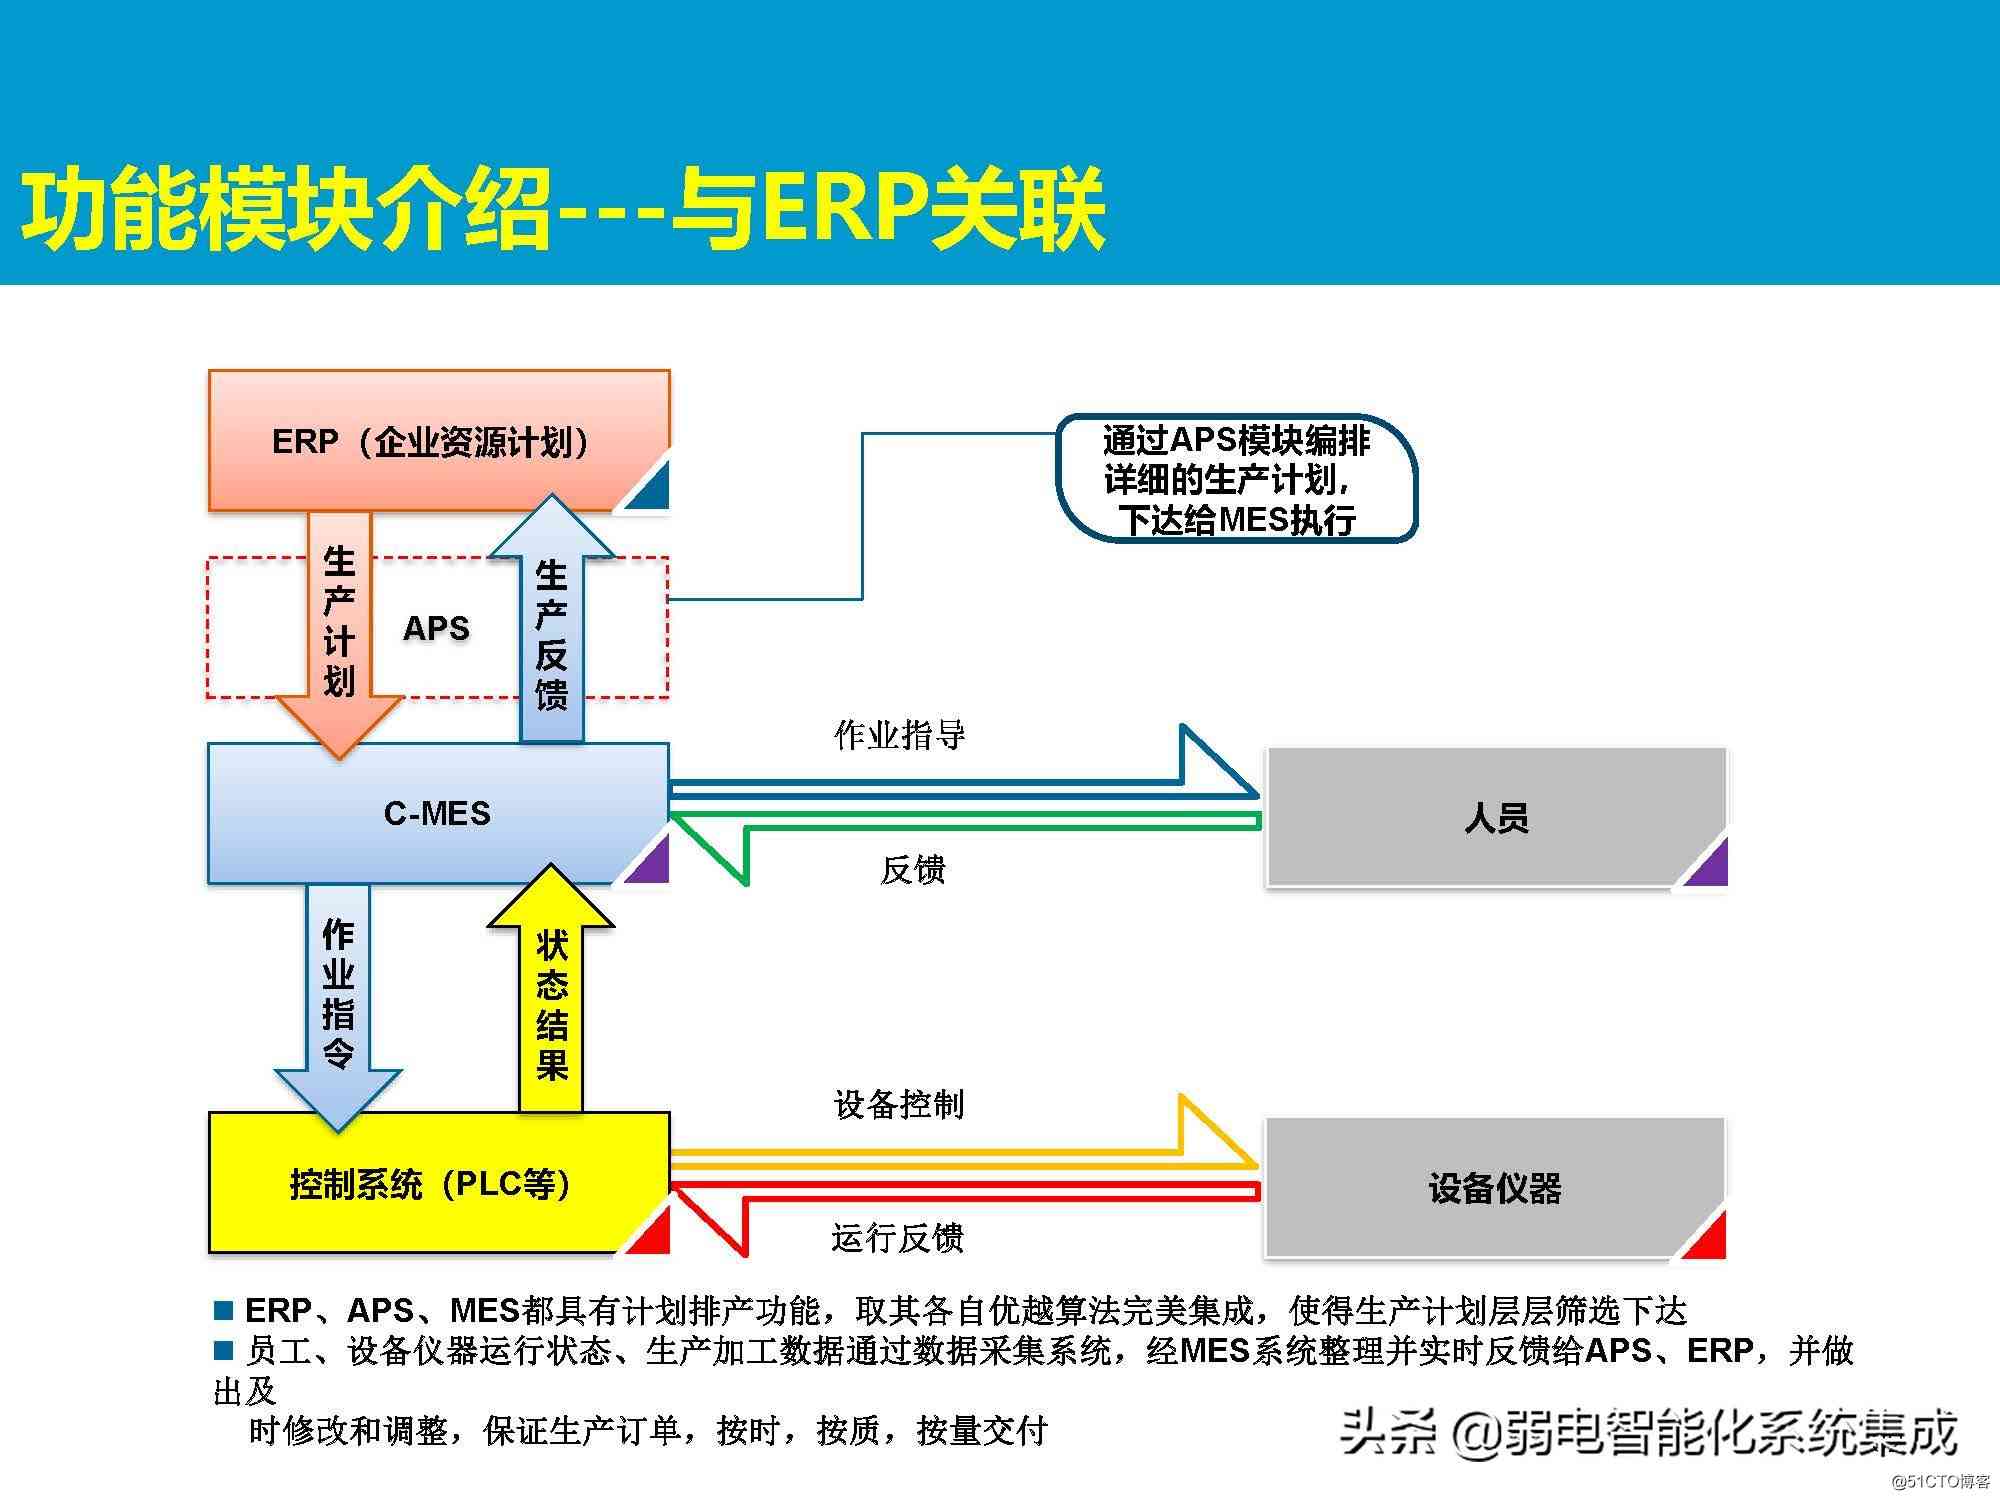 功能模块介绍---与ERP关联
ERP（企业资源计划）
通过APS模块编排
详细的生产计划，
下达给MES执行
生产计划
APS
生产反馈
作业指导
C-MES
人员
反馈
作业指令
状态结果
设备控制
控制系统（PLC等）
设备仪器
运行反馈
■ ERP、APS、MES都具有计划排产功能，取其各自优越算法完美集成，使得生产计划层层筛选下达
■ 员工、设备仪器运行状态、生产加工数据通过数据采集系统，经MES系统整理并实时反馈给APS、ERP，并做
出及
时修改和调整，保证生产订单，按时，按质，按量交付
头条 @弱电智能化系统集成
@51CTO博客